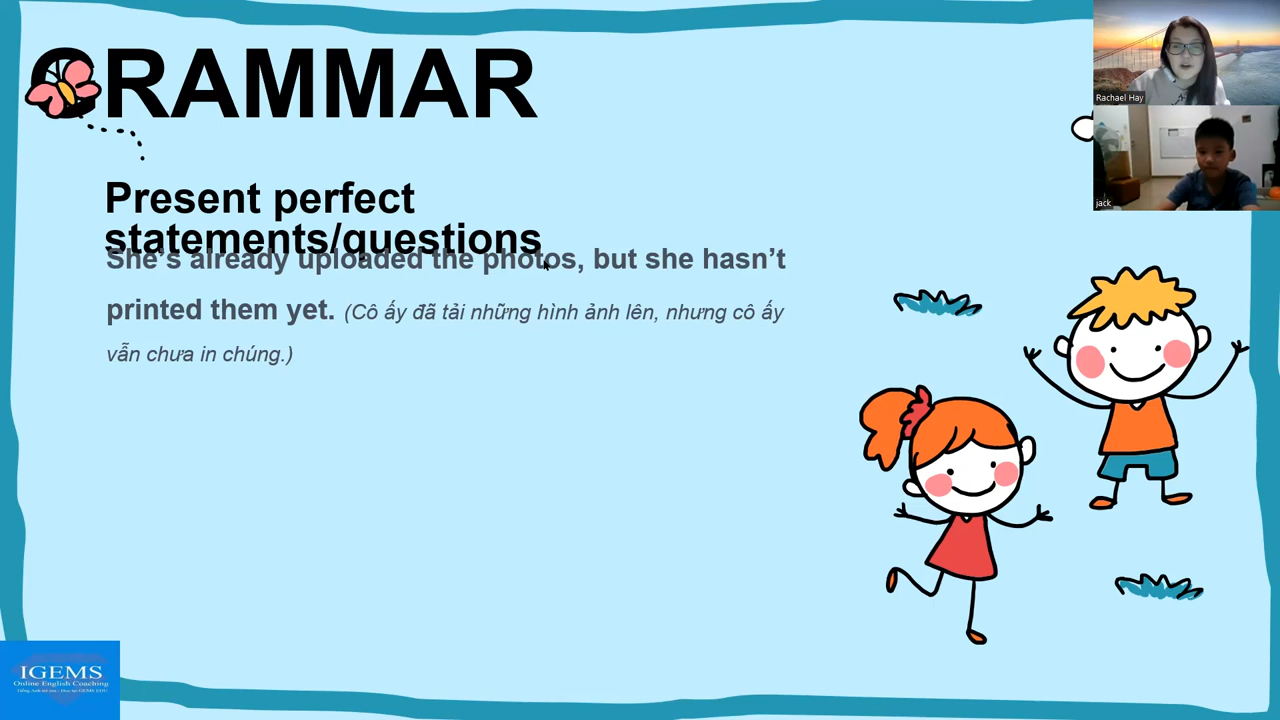 GRAMMAR
Rachael Hay
jack
Present perfect
statements/questions
She's already uploaded the photos, but she hasn't
printed them yet. (Cô ấy đã tải những hình ảnh lên, nhưng cô ấy
vẫn chưa in chúng.)
IGEMS
Online English Coaching